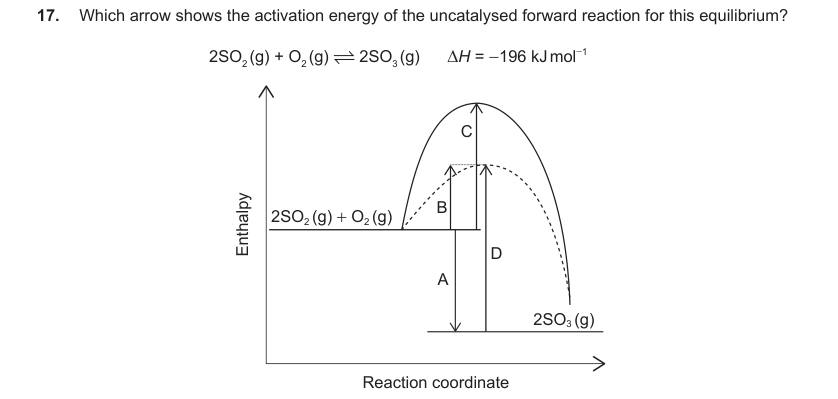 17. Which arrow shows the activation energy of the uncatalysed forward reaction for this equilibrium?
2SO₂(g) + O₂(g) ⇌ 2SO₃(g) ΔH = −196 kJ mol⁻¹
C
B
2SO₂(g) + O₂(g)
Enthalpy
D
A
2SO₃(g)
Reaction coordinate